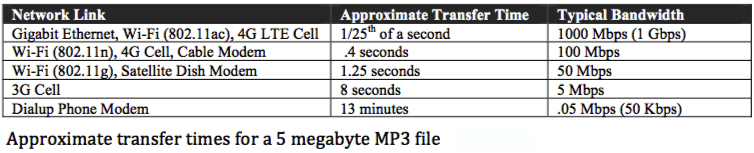 Network Link Approximate Transfer Time Typical Bandwidth
Gigabit Ethernet, Wi-Fi (802.11ac), 4G LTE Cell 1/25th of a second 1000 Mbps (1 Gbps)
Wi-Fi (802.11n), 4G Cell, Cable Modem .4 seconds 100 Mbps
Wi-Fi (802.11g), Satellite Dish Modem 1.25 seconds 50 Mbps
3G Cell 8 seconds 5 Mbps
Dialup Phone Modem 13 minutes .05 Mbps (50 Kbps)
Approximate transfer times for a 5 megabyte MP3 file